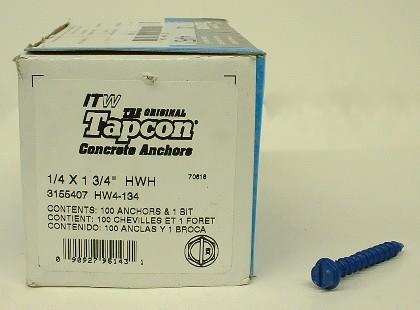 ITW
THE ORIGINAL
Tapcon
Concrete Anchors
1/4 X 1 3/4" HWH 70616
3155407 HW4-134
CONTENTS: 100 ANCHORS & 1 BIT
CONTIENT: 100 CHEVILLES ET 1 FORET
CONTENIDO: 100 ANCLAS Y 1 BROCA
0 90927 95143 1